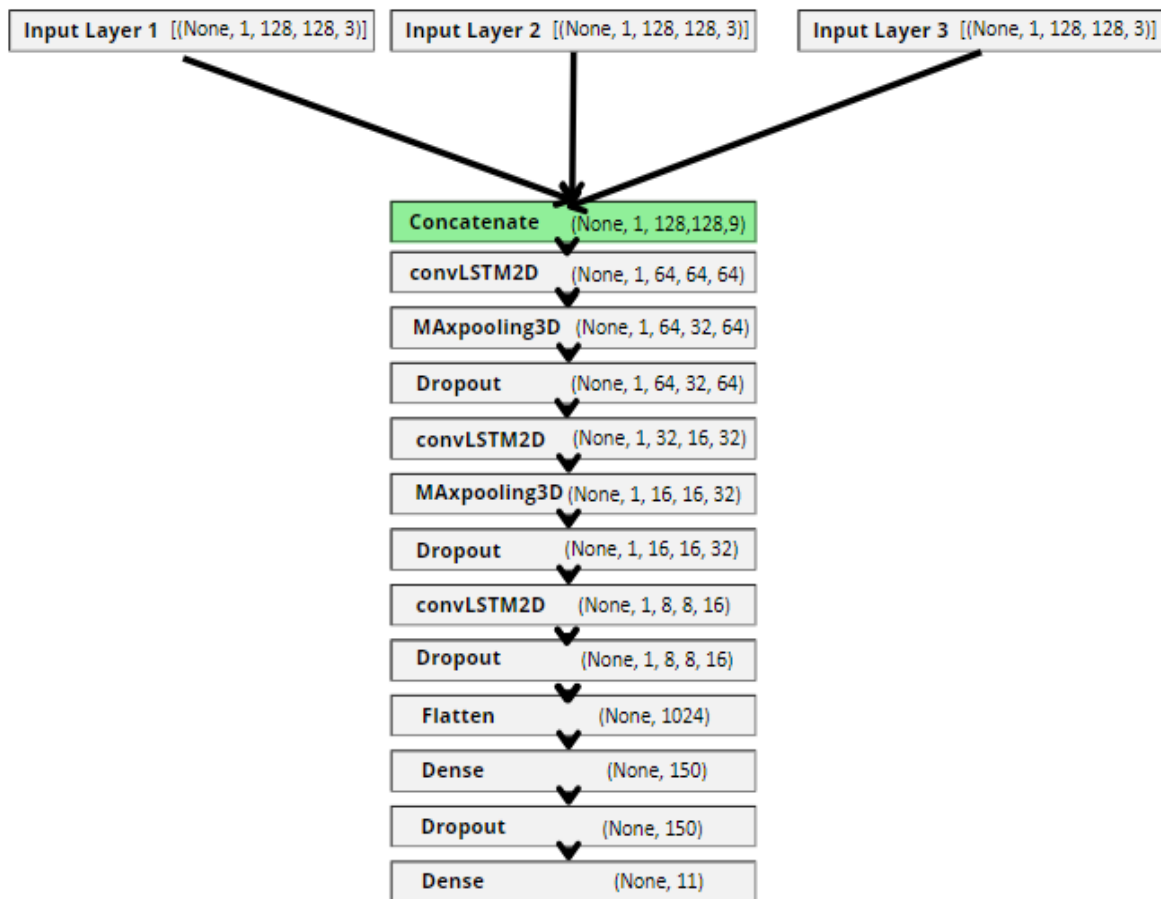 Input Layer 1 [(None, 1, 128, 128, 3)]
Input Layer 2 [(None, 1, 128, 128, 3)]
Input Layer 3 [(None, 1, 128, 128, 3)]
Concatenate (None, 1, 128,128,9)
convLSTM2D (None, 1, 64, 64, 64)
MAxpooling3D (None, 1, 64, 32, 64)
Dropout (None, 1, 64, 32, 64)
convLSTM2D (None, 1, 32, 16, 32)
MAxpooling3D (None, 1, 16, 16, 32)
Dropout (None, 1, 16, 16, 32)
convLSTM2D (None, 1, 8, 8, 16)
Dropout (None, 1, 8, 8, 16)
Flatten (None, 1024)
Dense (None, 150)
Dropout (None, 150)
Dense (None, 11)